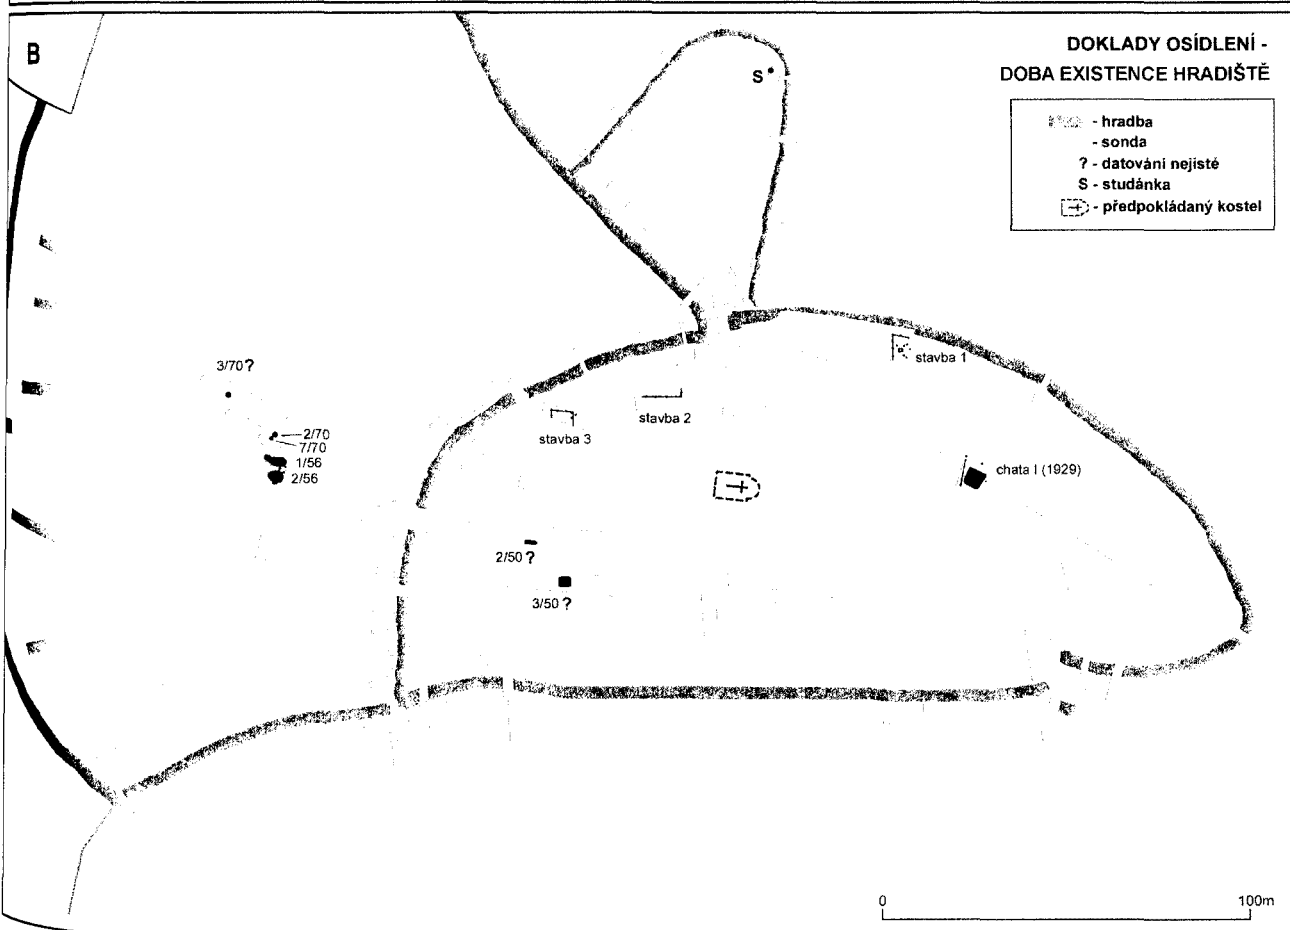 B
DOKLADY OSÍDLENÍ -
DOBA EXISTENCE HRADIŠTĚ
- hradba
- sonda
? - datování nejisté
S - studánka
- předpokládaný kostel
S
stavba 1
3/70 ?
stavba 2
2/70
stavba 3
7/70
1/56
2/56
chata I (1929)
2/50 ?
3/50 ?
0 100m